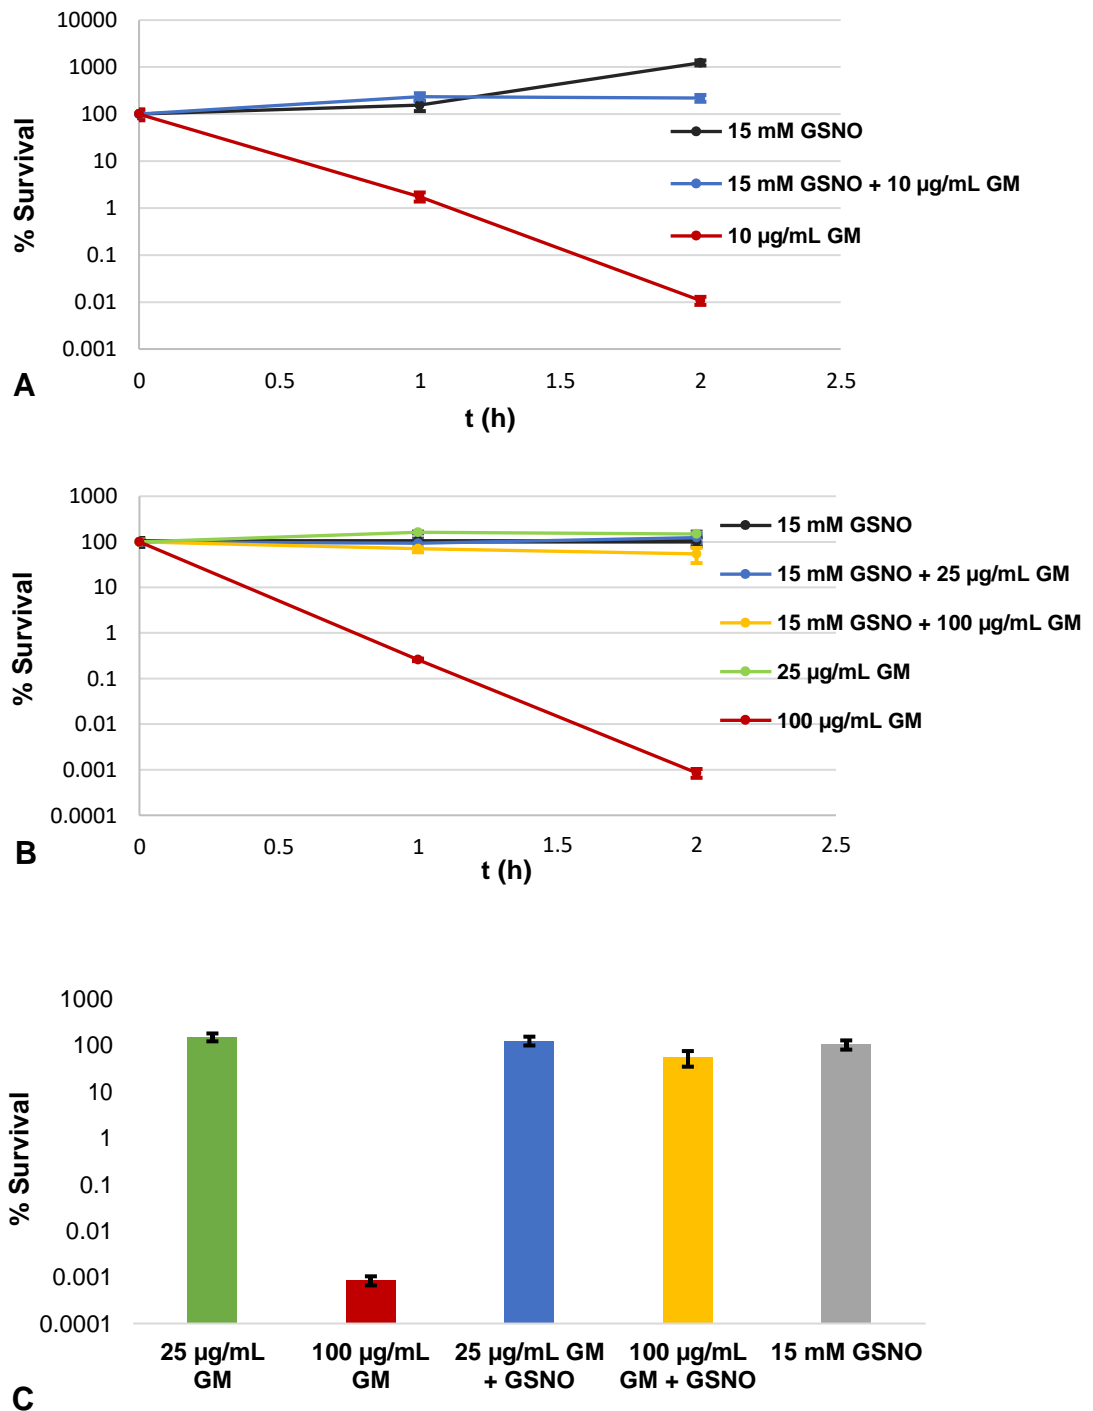 10000
1000
100
10
1
0.1
0.01
0.001
% Survival
15 mM GSNO
15 mM GSNO + 10 µg/mL GM
10 µg/mL GM
0 0.5 1 1.5 2 2.5
A
t (h)
1000
100
10
1
0.1
0.01
0.001
0.0001
% Survival
15 mM GSNO
15 mM GSNO + 25 µg/mL GM
15 mM GSNO + 100 µg/mL GM
25 µg/mL GM
100 µg/mL GM
0 0.5 1 1.5 2 2.5
B
t (h)
1000
100
10
1
0.1
0.01
0.001
0.0001
% Survival
25 µg/mL
GM
100 µg/mL
GM
25 µg/mL GM
+ GSNO
100 µg/mL
GM + GSNO
15 mM GSNO
C